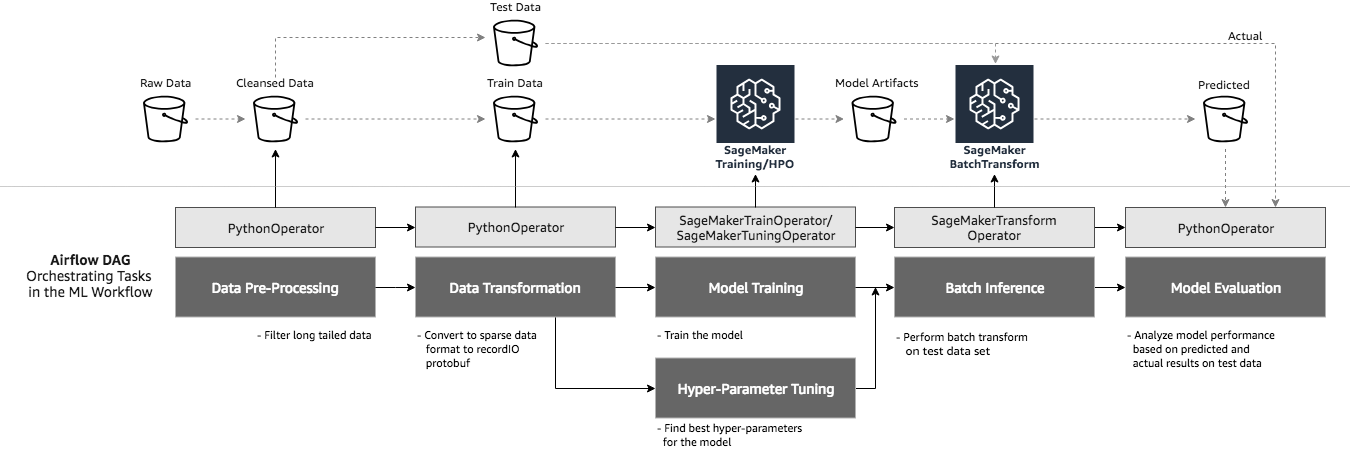 Test Data
Actual
Raw Data
Cleansed Data
Train Data
Model Artifacts
Predicted
SageMaker
Training/HPO
SageMaker
BatchTransform
PythonOperator
PythonOperator
SageMakerTrainOperator/
SageMakerTuningOperator
SageMakerTransform
Operator
PythonOperator
Airflow DAG
Orchestrating Tasks
in the ML Workflow
Data Pre-Processing
Data Transformation
Model Training
Batch Inference
Model Evaluation
- Filter long tailed data
- Convert to sparse data
format to recordIO
protobuf
- Train the model
- Perform batch transform
on test data set
- Analyze model performance
based on predicted and
actual results on test data
Hyper-Parameter Tuning
- Find best hyper-parameters
for the model